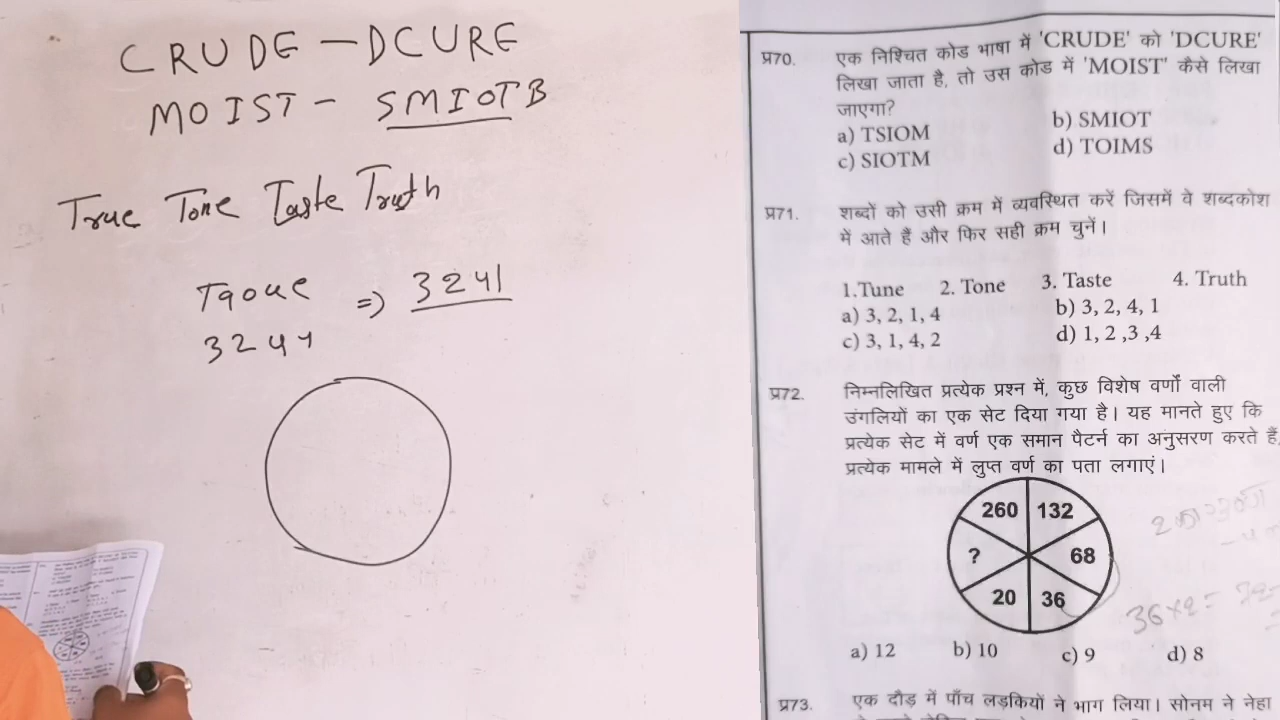 CRUDE – DCURE
MOIST – SMIOT B
True Tone Taste Truth
Taoue => 3241
3241
प्र70. एक निश्चित कोड भाषा में 'CRUDE' को 'DCURE'
लिखा जाता है, तो उस कोड में 'MOIST' कैसे लिखा
जाएगा?
a) TSIOM b) SMIOT
c) SIOTM d) TOIMS
प्र71. शब्दों को उसी क्रम में व्यवस्थित करें जिसमें वे शब्दकोश
में आते हैं और फिर सही क्रम चुनें।
1.Tune 2. Tone 3. Taste 4. Truth
a) 3, 2, 1, 4 b) 3, 2, 4, 1
c) 3, 1, 4, 2 d) 1, 2 ,3 ,4
प्र72. निम्नलिखित प्रत्येक प्रश्न में, कुछ विशेष वर्णों वाली
उंगलियों का एक सेट दिया गया है। यह मानते हुए कि
प्रत्येक सेट में वर्ण एक समान पैटर्न का अनुसरण करते हैं,
प्रत्येक मामले में लुप्त वर्ण का पता लगाएं।
260 132
? 68
20 36
36×2=
a) 12 b) 10 c) 9 d) 8
प्र73. एक दौड़ में पाँच लड़कियों ने भाग लिया। सोनम ने नेहा